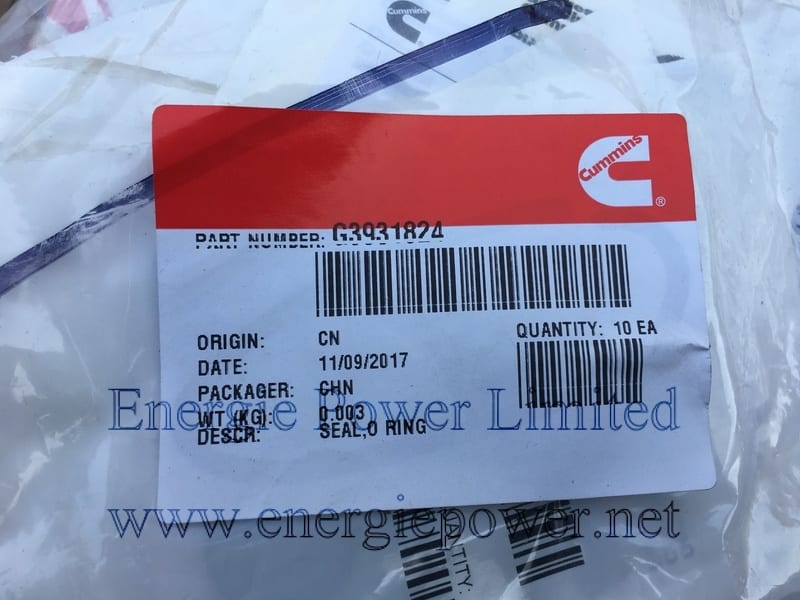 Cummins
Cummins
®
PART NUMBER: G3931824
ORIGIN: CN
QUANTITY: 10 EA
DATE: 11/09/2017
PACKAGER: CHN
Energie Power Limited
WT (KG): 0.003
DESCR: SEAL,O RING
www.energiepower.net